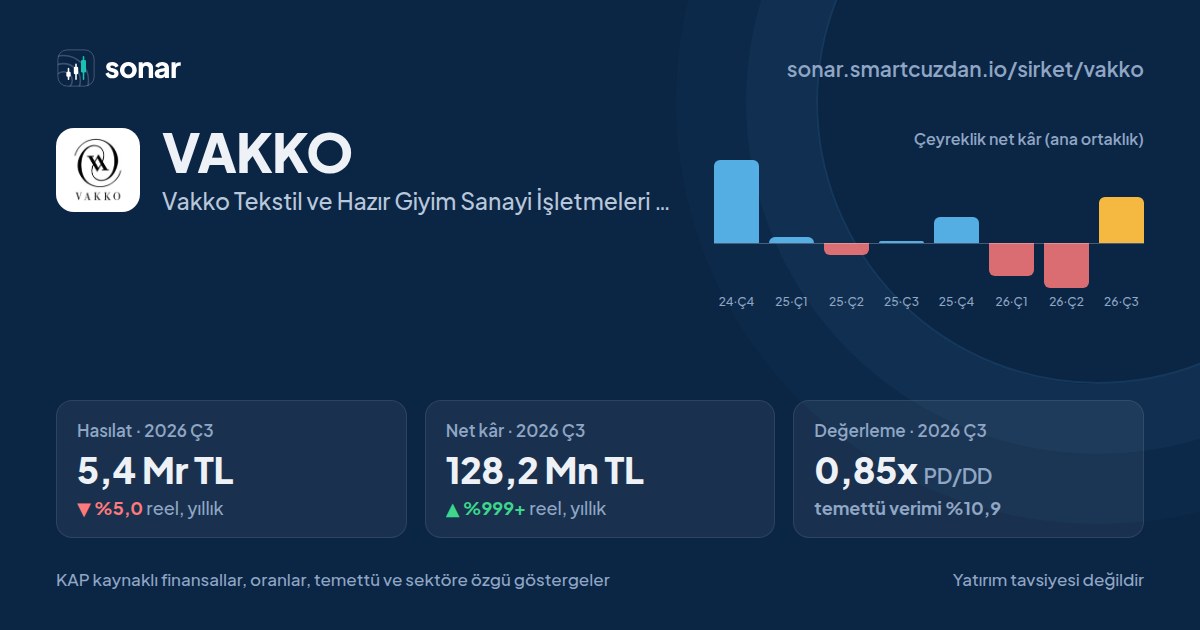 sonar
sonar.smartcuzdan.io/sirket/vakko
VAKKO
VAKKO
Vakko Tekstil ve Hazır Giyim Sanayi İşletmeleri ...
Çeyreklik net kâr (ana ortaklık)
24·Ç4 25·Ç1 25·Ç2 25·Ç3 25·Ç4 26·Ç1 26·Ç2 26·Ç3
Hasılat · 2026 Ç3
5,4 Mr TL
▼ %5,0 reel, yıllık
Net kâr · 2026 Ç3
128,2 Mn TL
▲ %999+ reel, yıllık
Değerleme · 2026 Ç3
0,85x PD/DD
temettü verimi %10,9
KAP kaynaklı finansallar, oranlar, temettü ve sektöre özgü göstergeler
Yatırım tavsiyesi değildir